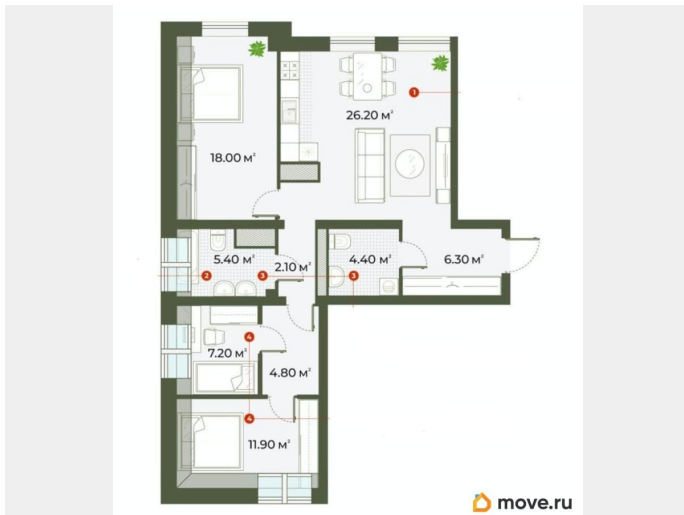 1
26.20 м²
18.00 м²
5.40 м²
2.10 м²
4.40 м²
6.30 м²
2
3
3
4
7.20 м²
4.80 м²
4
11.90 м²
move.ru